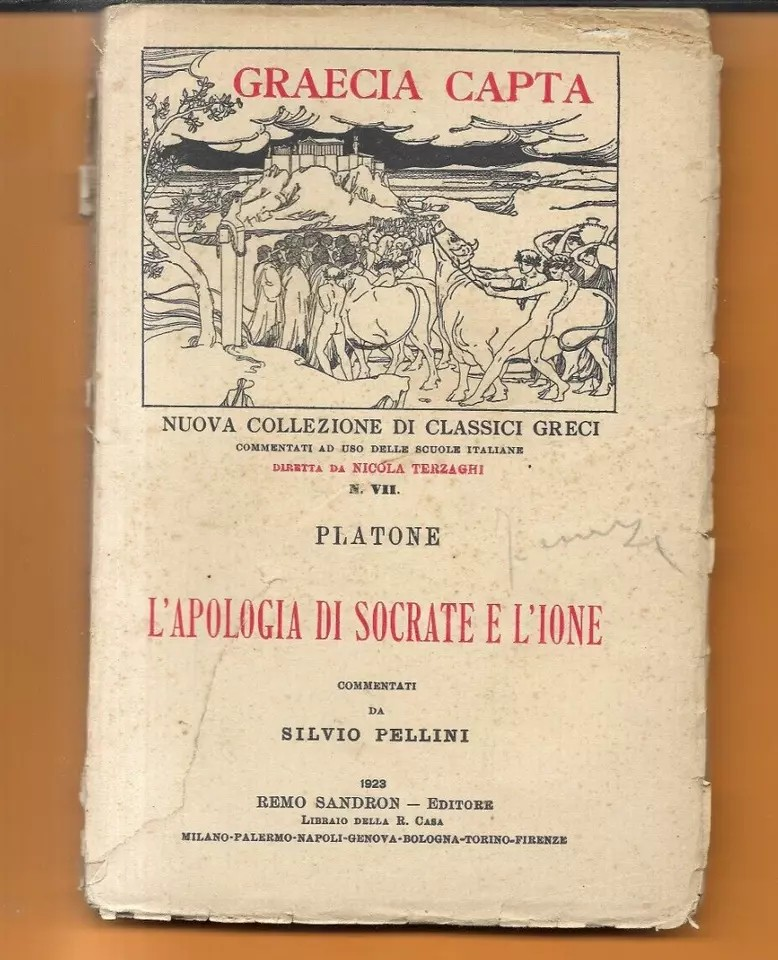 GRAECIA CAPTA
NUOVA COLLEZIONE DI CLASSICI GRECI
COMMENTATI AD USO DELLE SCUOLE ITALIANE
DIRETTA DA NICOLA TERZAGHI
N. VII.
PLATONE
L'APOLOGIA DI SOCRATE E L'IONE
COMMENTATI
DA
SILVIO PELLINI
1923
REMO SANDRON — EDITORE
LIBRAIO DELLA R. CASA
MILANO-PALERMO-NAPOLI-GENOVA-BOLOGNA-TORINO-FIRENZE